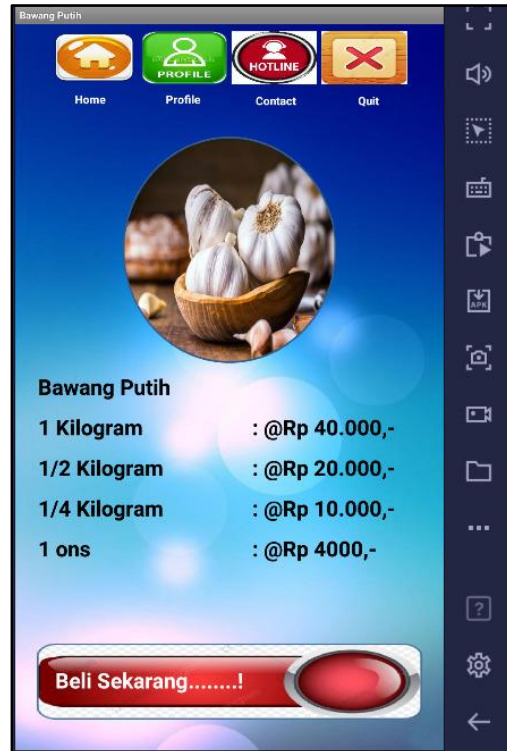 Bawang Putih
PROFILE
HOTLINE
Home Profile Contact Quit
Bawang Putih
1 Kilogram : @Rp 40.000,-
1/2 Kilogram : @Rp 20.000,-
1/4 Kilogram : @Rp 10.000,-
1 ons : @Rp 4000,-
Beli Sekarang........!
APK
?